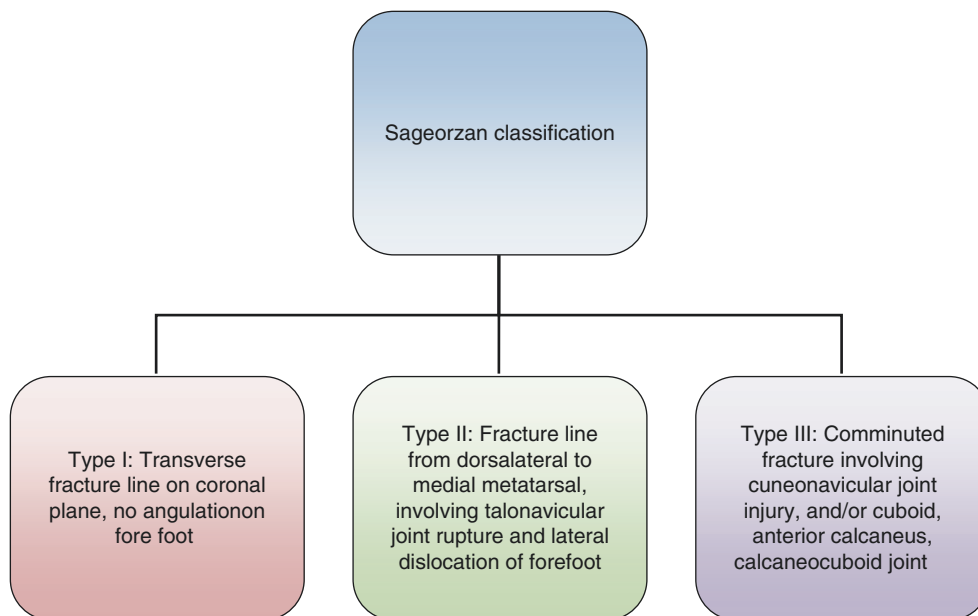 Sageorzan classification
Type I: Transverse
fracture line on coronal
plane, no angulationon
fore foot
Type II: Fracture line
from dorsalateral to
medial metatarsal,
involving talonavicular
joint rupture and lateral
dislocation of forefoot
Type III: Comminuted
fracture involving
cuneonavicular joint
injury, and/or cuboid,
anterior calcaneus,
calcaneocuboid joint